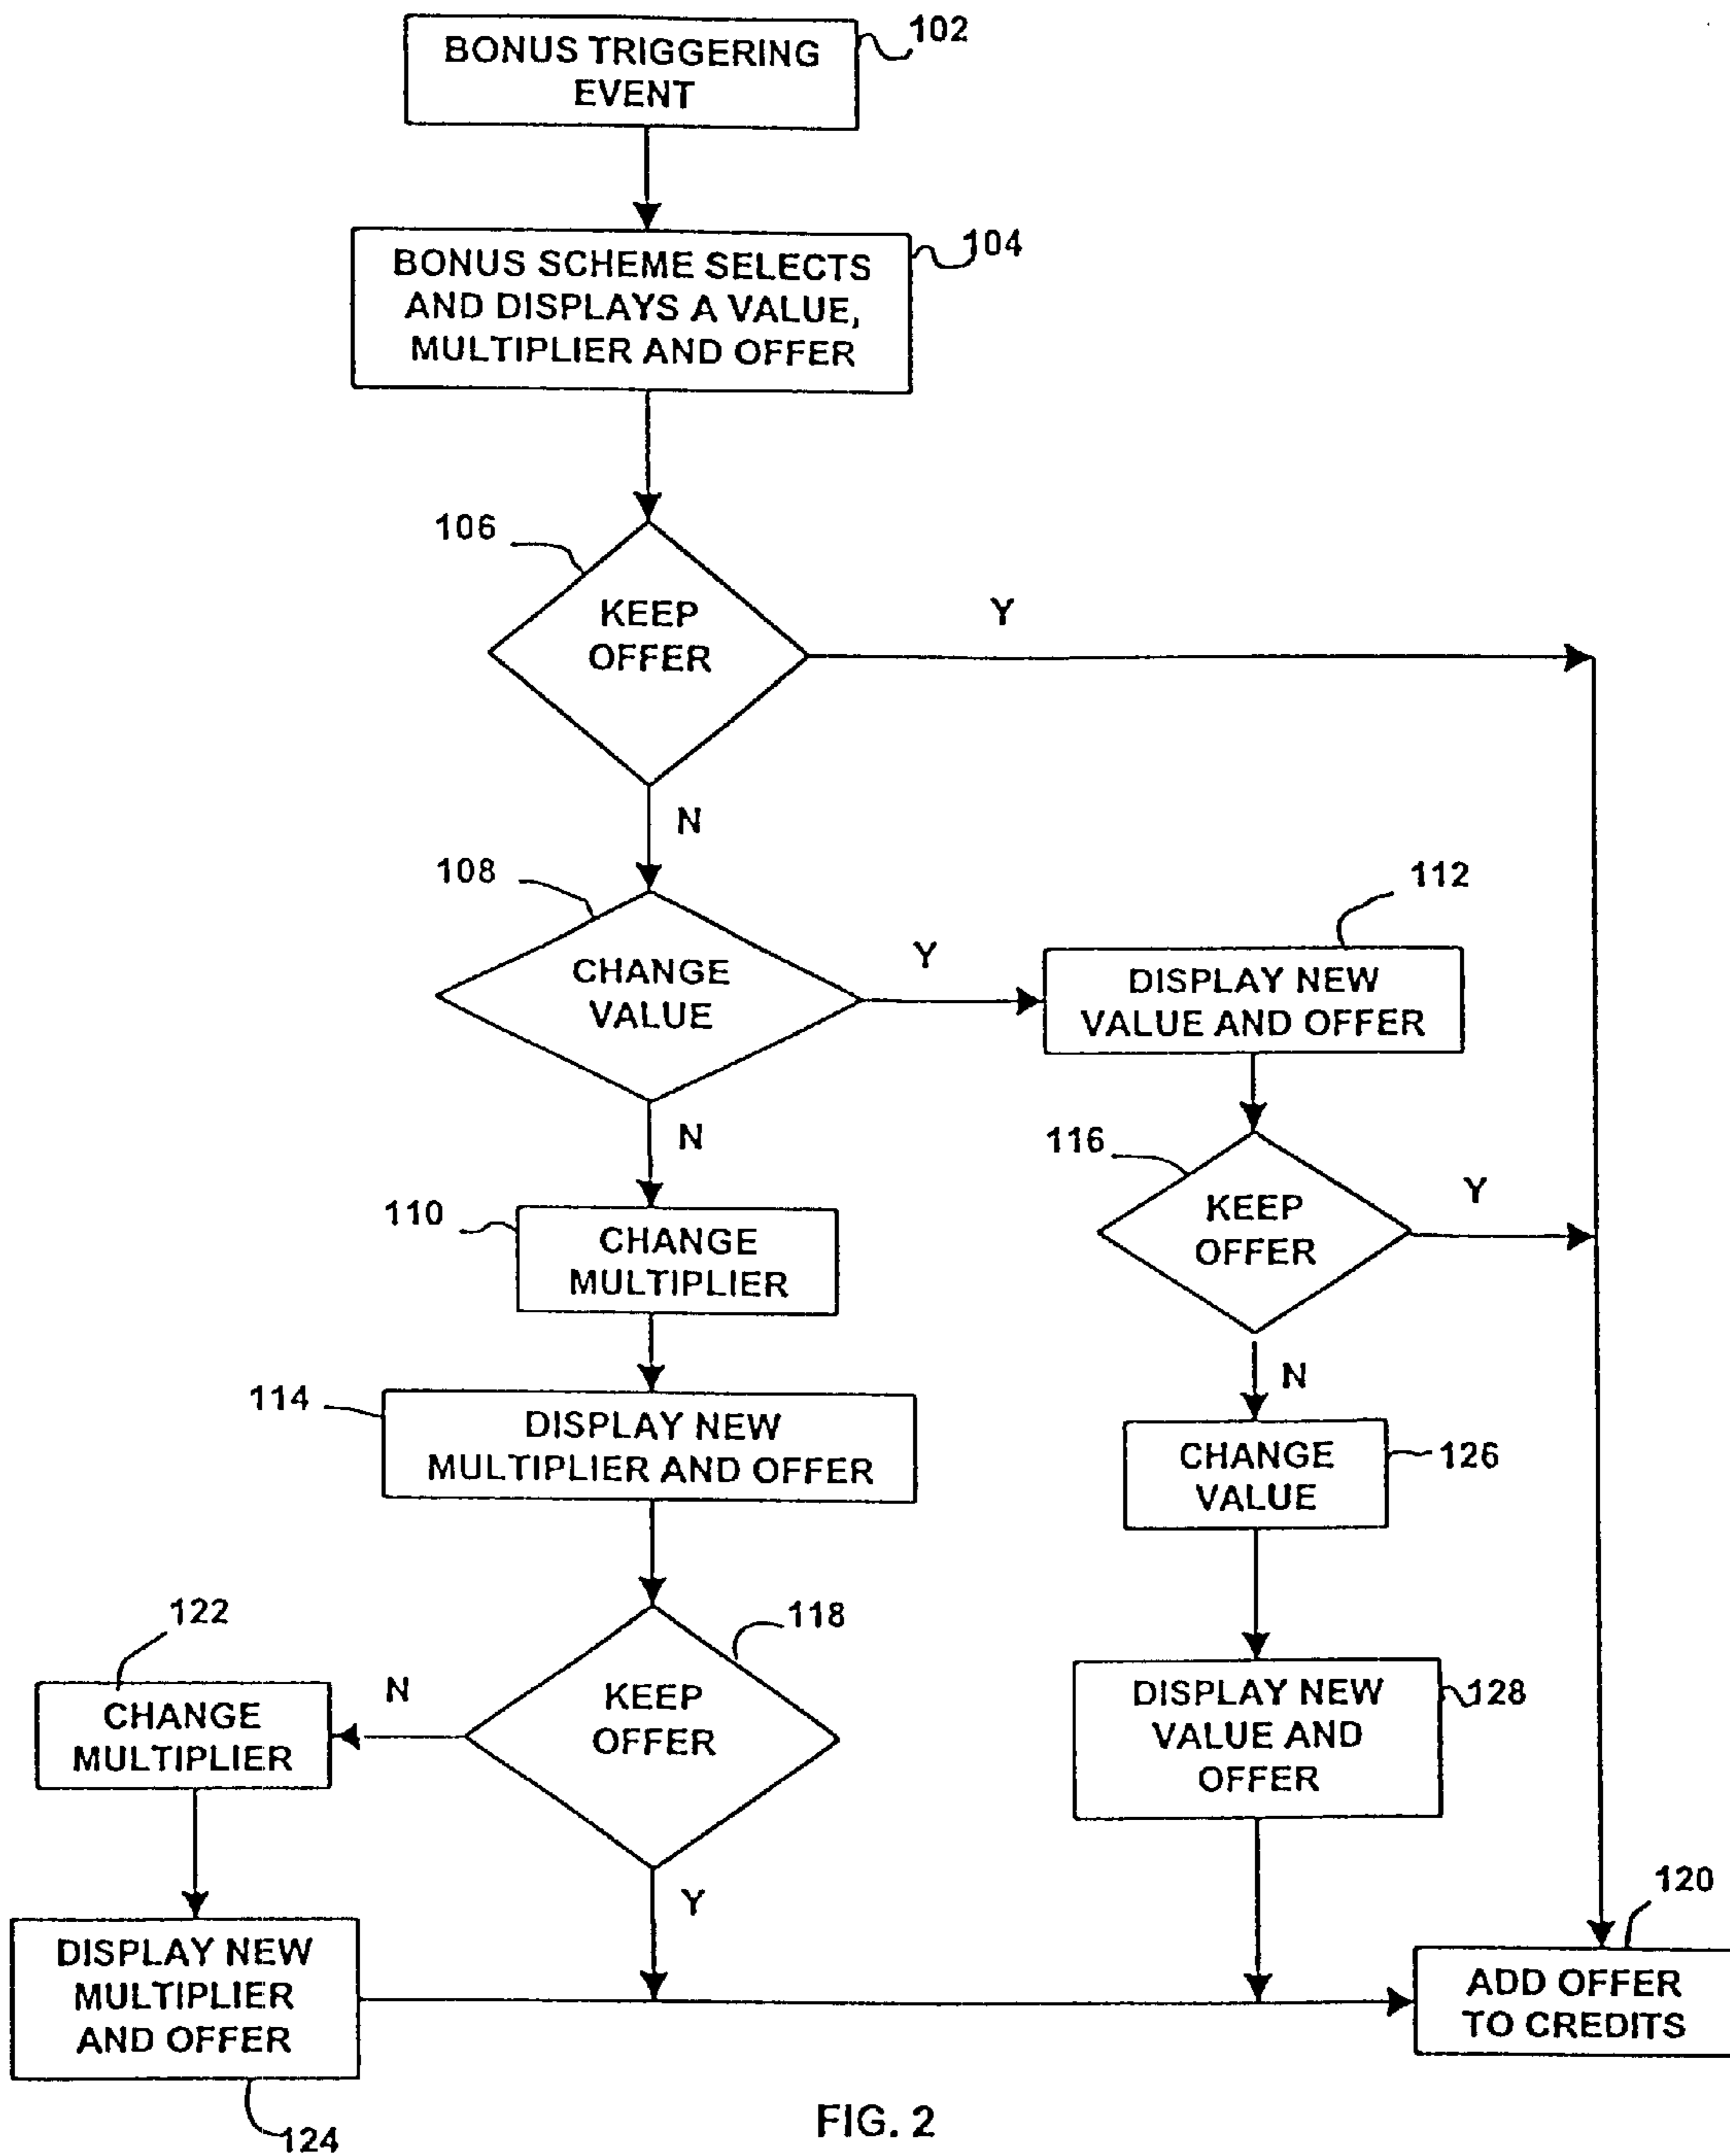 102
BONUS TRIGGERING
EVENT
104
BONUS SCHEME SELECTS
AND DISPLAYS A VALUE,
MULTIPLIER AND OFFER
106
KEEP
OFFER
Y
N
108
CHANGE
VALUE
Y
112
DISPLAY NEW
VALUE AND OFFER
N
116
KEEP
OFFER
Y
110
CHANGE
MULTIPLIER
N
114
DISPLAY NEW
MULTIPLIER AND OFFER
CHANGE
VALUE
126
122
118
CHANGE
MULTIPLIER
N
KEEP
OFFER
DISPLAY NEW
VALUE AND
OFFER
128
Y
120
DISPLAY NEW
MULTIPLIER
AND OFFER
ADD OFFER
TO CREDITS
124
FIG. 2